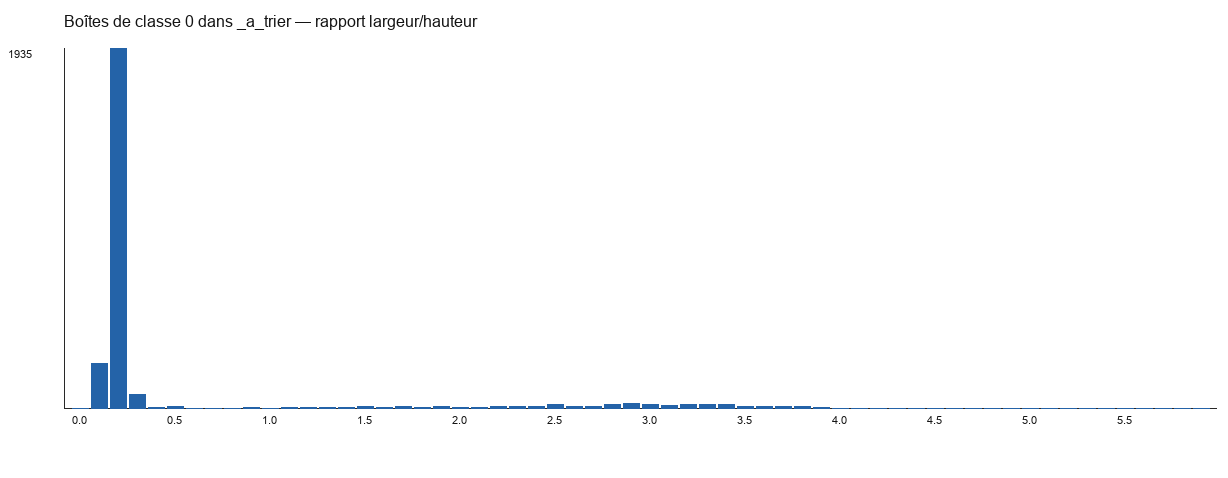 Boîtes de classe 0 dans _a_trier — rapport largeur/hauteur
1935
0.0 0.5 1.0 1.5 2.0 2.5 3.0 3.5 4.0 4.5 5.0 5.5